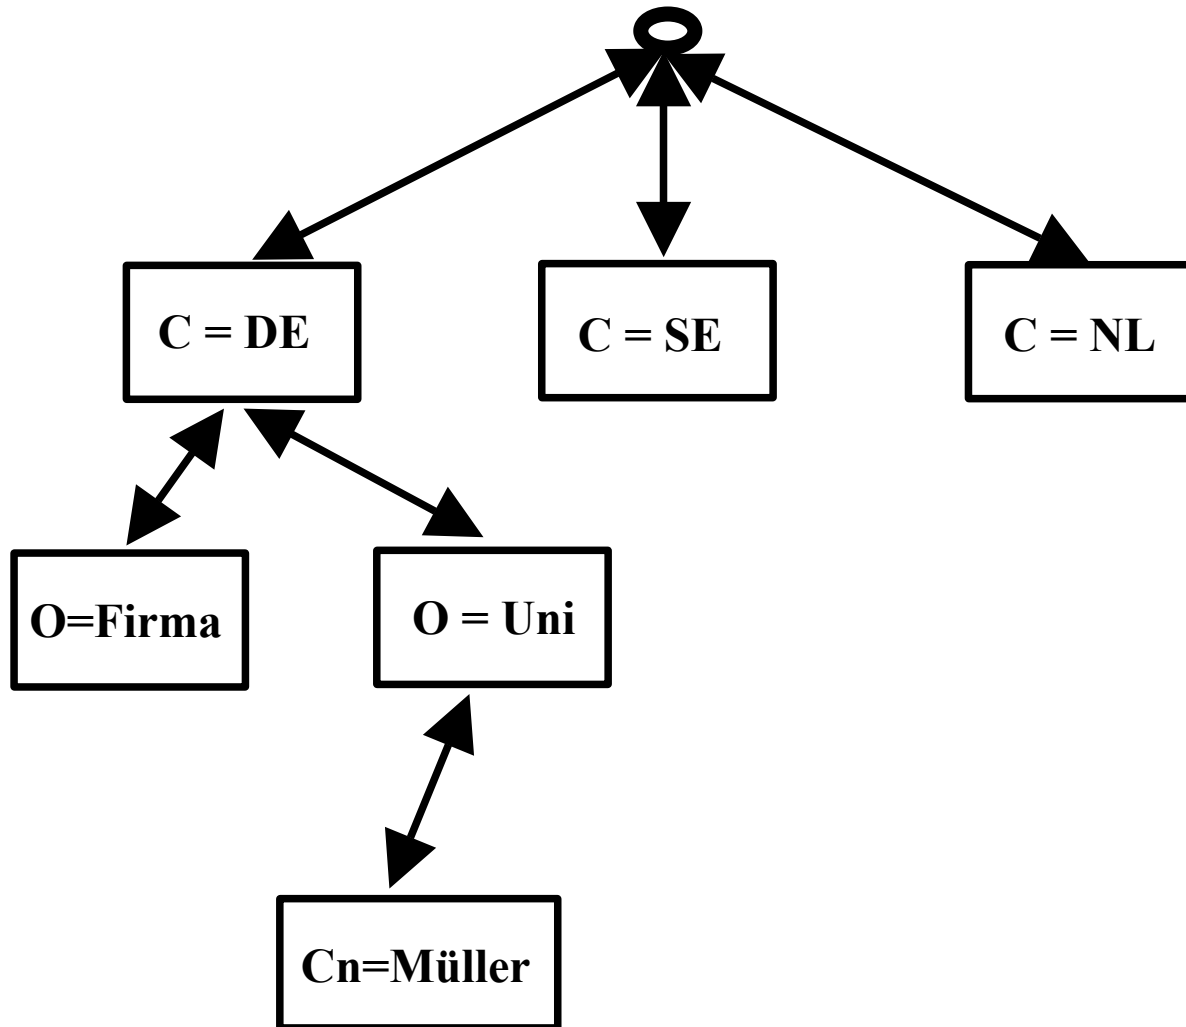 C = DE
C = SE
C = NL
O=Firma
O = Uni
Cn=Müller